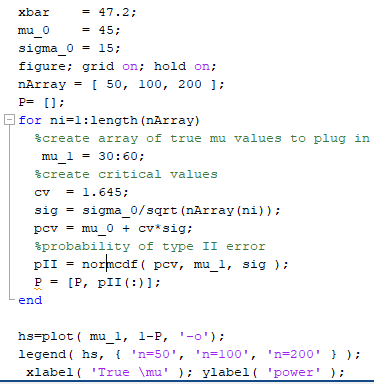 xbar    = 47.2;
mu_0    = 45;
sigma_0 = 15;
figure; grid on; hold on;
nArray = [ 50, 100, 200 ];
P= [];
for ni=1:length(nArray)
  %create array of true mu values to plug in
   mu_1 = 30:60;
  %create critical values
  cv  = 1.645;
  sig = sigma_0/sqrt(nArray(ni));
  pcv = mu_0 + cv*sig;
  %probability of type II error
  pII = normcdf( pcv, mu_1, sig );
  P = [P, pII(:)];
end
hs=plot( mu_1, 1-P, '-o');
legend( hs, { 'n=50', 'n=100', 'n=200' } );
 xlabel( 'True \mu' ); ylabel( 'power' );